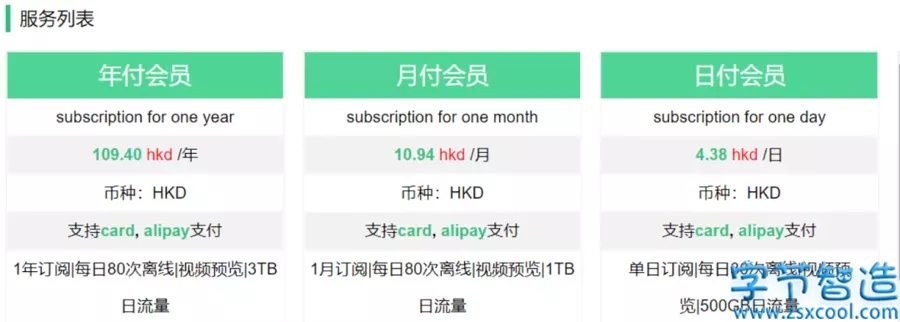 服务列表
年付会员
subscription for one year
109.40 hkd /年
币种：HKD
支持card, alipay支付
1年订阅|每日80次离线|视频预览|3TB
日流量
月付会员
subscription for one month
10.94 hkd /月
币种：HKD
支持card, alipay支付
1月订阅|每日80次离线|视频预览|1TB
日流量
日付会员
subscription for one day
4.38 hkd /日
币种：HKD
支持card, alipay支付
单日订阅|每日 次离线|视频预
览|500GB日流量
字节智造
www.zsxcool.com